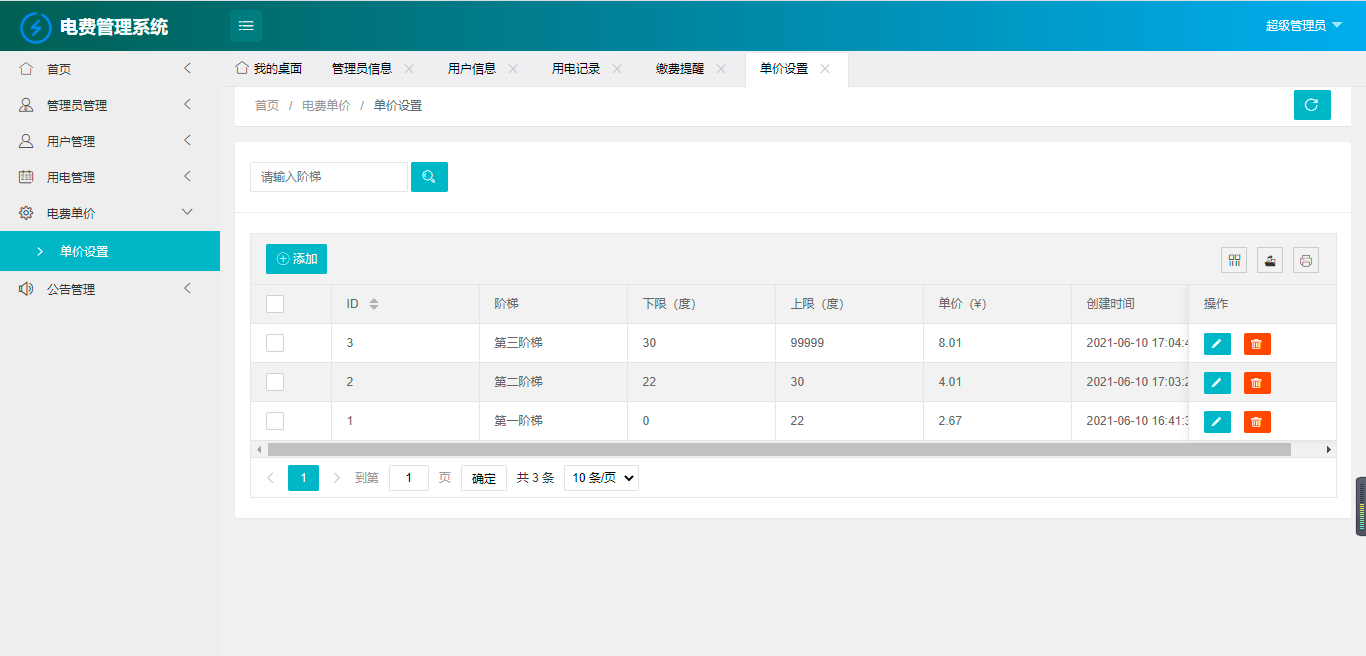 电费管理系统
超级管理员
首页
管理员管理
用户管理
用电管理
电费单价
单价设置
公告管理
我的桌面 管理员信息 用户信息 用电记录 缴费提醒 单价设置
首页 / 电费单价 / 单价设置
请输入阶梯
添加
ID 阶梯 下限（度） 上限（度） 单价（¥） 创建时间 操作
3 第三阶梯 30 99999 8.01 2021-06-10 17:04:4
2 第二阶梯 22 30 4.01 2021-06-10 17:03:2
1 第一阶梯 0 22 2.67 2021-06-10 16:41:3
1 到第 1 页 确定 共 3 条 10 条/页